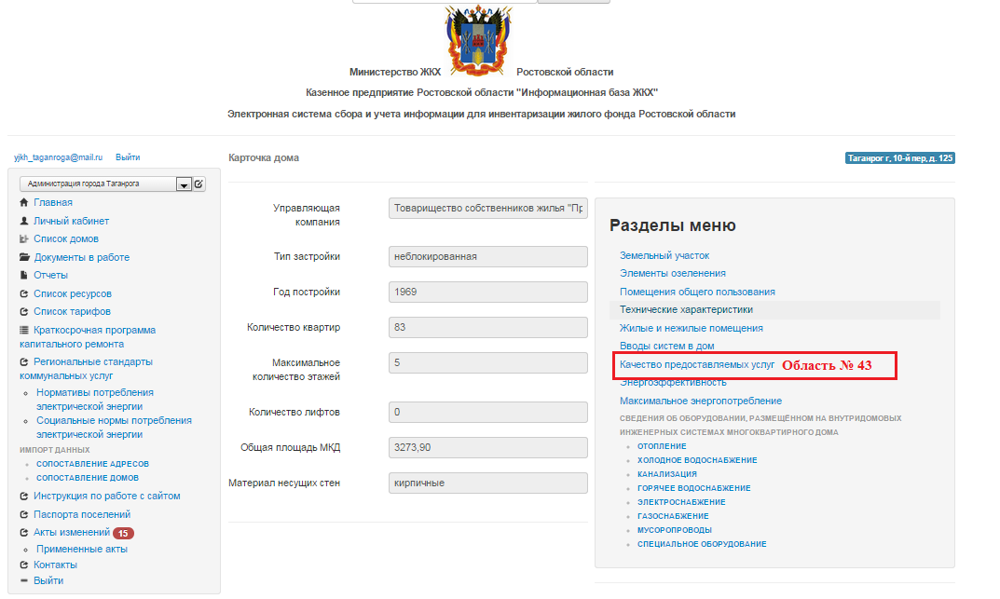 Министерство ЖКХ Ростовской области
Казенное предприятие Ростовской области "Информационная база ЖКХ"
Электронная система сбора и учета информации для инвентаризации жилого фонда Ростовской области
yjkh_taganroga@mail.ru Выйти
Администрация города Таганрога
Главная
Личный кабинет
Список домов
Документы в работе
Отчеты
Список ресурсов
Список тарифов
Краткосрочная программа
капитального ремонта
Региональные стандарты
коммунальных услуг
Нормативы потребления
электрической энергии
Социальные нормы потребления
электрической энергии
ИМПОРТ ДАННЫХ
СОПОСТАВЛЕНИЕ АДРЕСОВ
СОПОСТАВЛЕНИЕ ДОМОВ
Инструкция по работе с сайтом
Паспорта поселений
Акты изменений 15
Примененные акты
Контакты
Выйти
Карточка дома
Таганрог г, 10-й пер, д. 125
Управляющая
компания
Товарищество собственников жилья "Пр
Тип застройки неблокированная
Год постройки 1969
Количество квартир 83
Максимальное
количество этажей
5
Количество лифтов 0
Общая площадь МКД 3273,90
Материал несущих стен кирпичные
Разделы меню
Земельный участок
Элементы озеленения
Помещения общего пользования
Технические характеристики
Жилые и нежилые помещения
Вводы систем в дом
Качество предоставляемых услуг Область № 43
Энергоэффективность
Максимальное энергопотребление
СВЕДЕНИЯ ОБ ОБОРУДОВАНИИ, РАЗМЕЩЁННОМ НА ВНУТРИДОМОВЫХ
ИНЖЕНЕРНЫХ СИСТЕМАХ МНОГОКВАРТИРНОГО ДОМА
ОТОПЛЕНИЕ
ХОЛОДНОЕ ВОДОСНАБЖЕНИЕ
КАНАЛИЗАЦИЯ
ГОРЯЧЕЕ ВОДОСНАБЖЕНИЕ
ЭЛЕКТРОСНАБЖЕНИЕ
ГАЗОСНАБЖЕНИЕ
МУСОРОПРОВОДЫ
СПЕЦИАЛЬНОЕ ОБОРУДОВАНИЕ